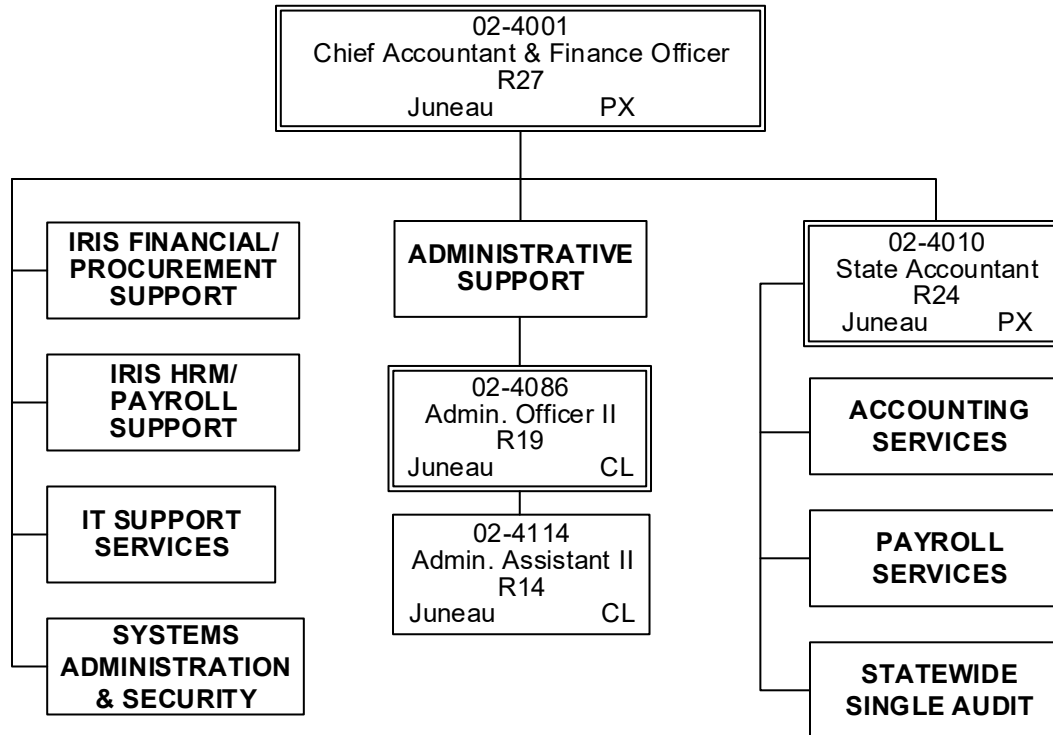 02-4001
Chief Accountant & Finance Officer
R27
Juneau PX
IRIS FINANCIAL/
PROCUREMENT
SUPPORT
IRIS HRM/
PAYROLL
SUPPORT
IT SUPPORT
SERVICES
SYSTEMS
ADMINISTRATION
& SECURITY
ADMINISTRATIVE
SUPPORT
02-4086
Admin. Officer II
R19
Juneau CL
02-4114
Admin. Assistant II
R14
Juneau CL
02-4010
State Accountant
R24
Juneau PX
ACCOUNTING
SERVICES
PAYROLL
SERVICES
STATEWIDE
SINGLE AUDIT